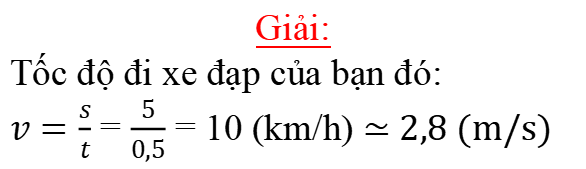 Giải:
Tốc độ đi xe đạp của bạn đó:
v = s/t = 5/0,5 = 10 (km/h) ≃ 2,8 (m/s)